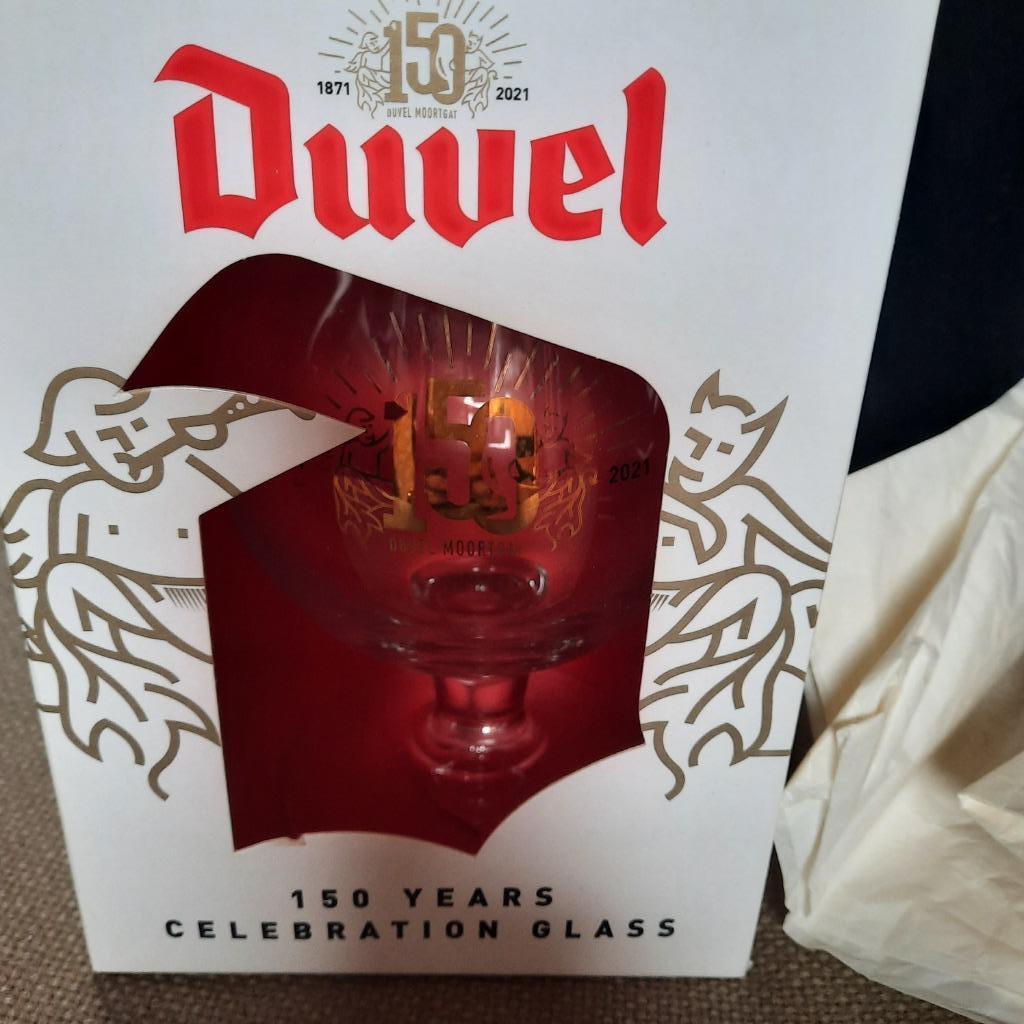 150
1871 2021
DUVEL MOORTGAT
Duvel
150
2021
DUVEL MOORTGAT
150 YEARS
CELEBRATION GLASS